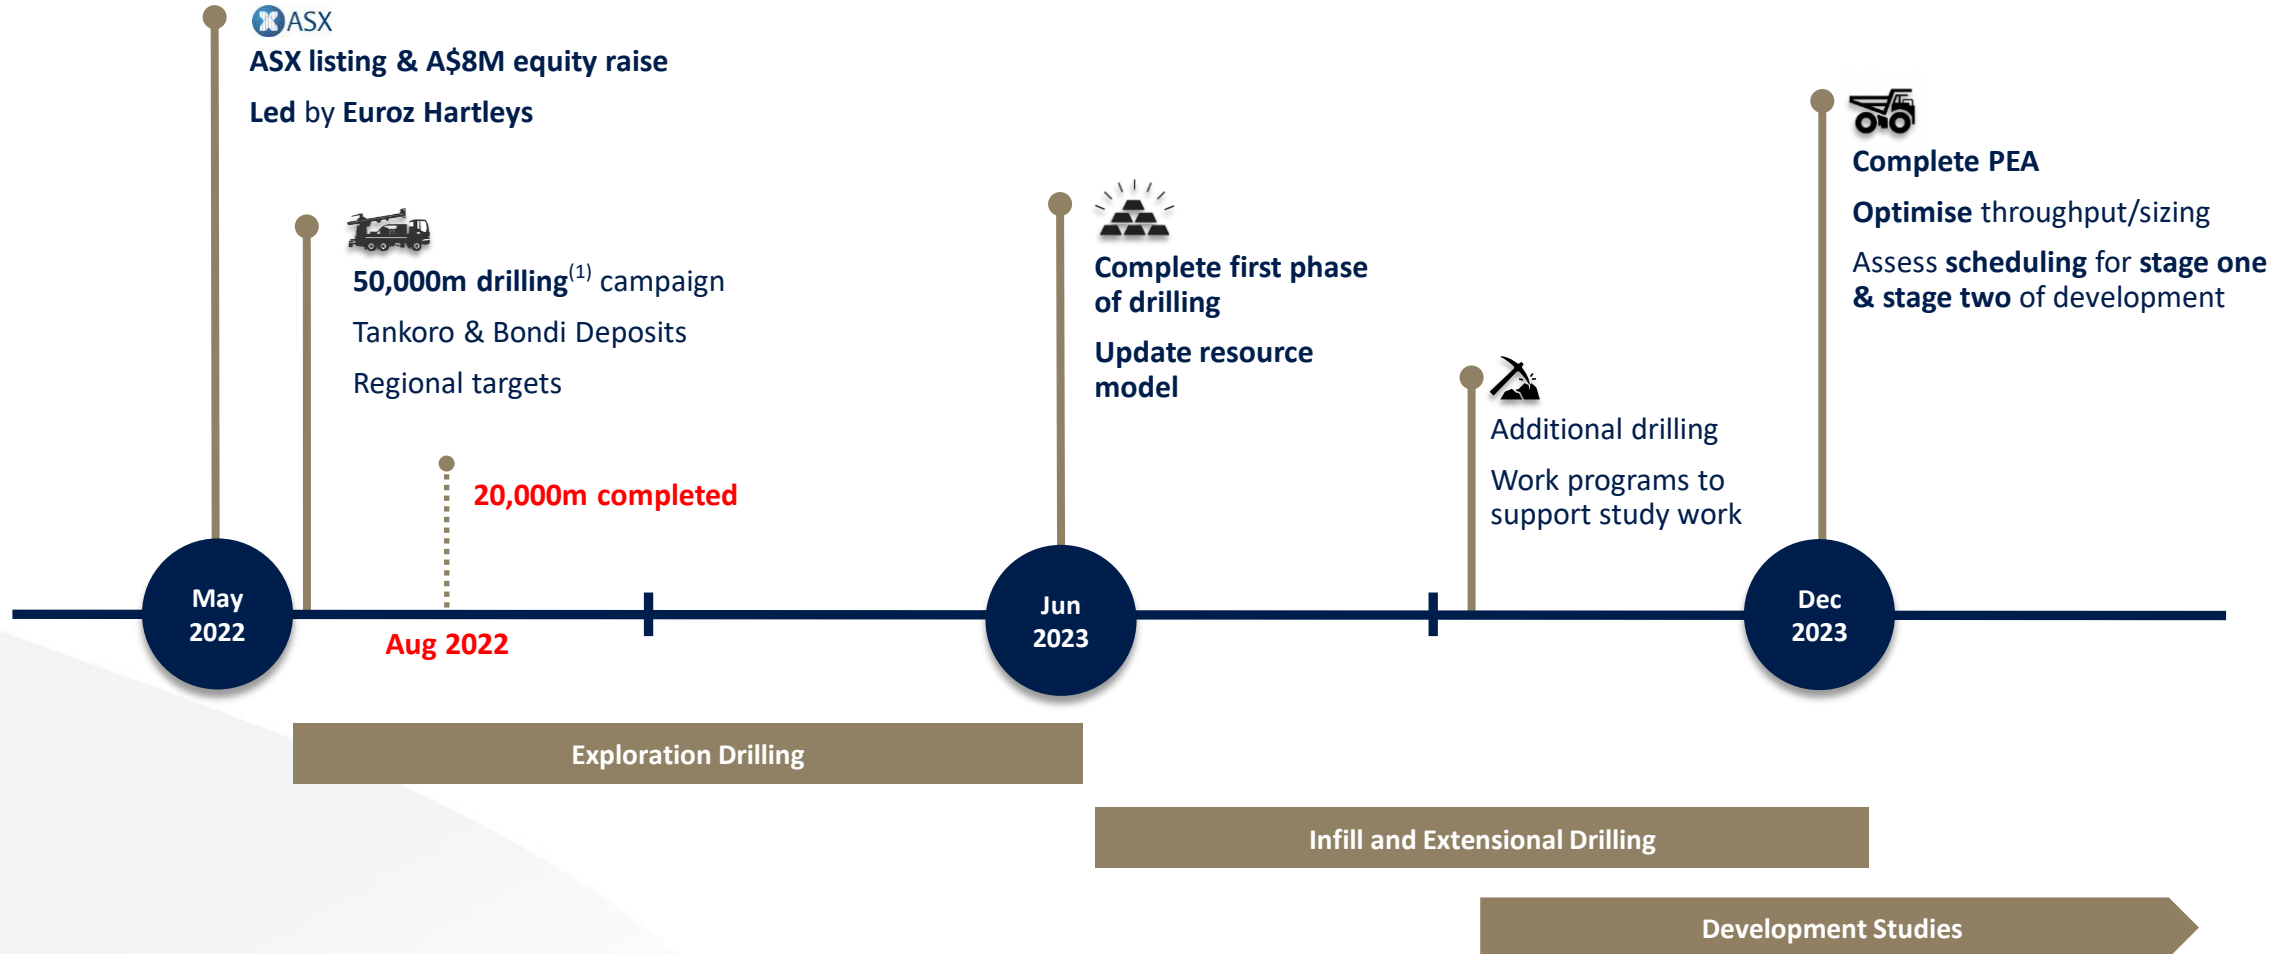 ASX
ASX listing & A$8M equity raise
Led by Euroz Hartleys
50,000m drilling(1) campaign
Tankoro & Bondi Deposits
Regional targets
20,000m completed
Complete first phase
of drilling
Update resource
model
Additional drilling
Work programs to
support study work
Complete PEA
Optimise throughput/sizing
Assess scheduling for stage one
& stage two of development
May
2022
Aug 2022
Jun
2023
Dec
2023
Exploration Drilling
Infill and Extensional Drilling
Development Studies